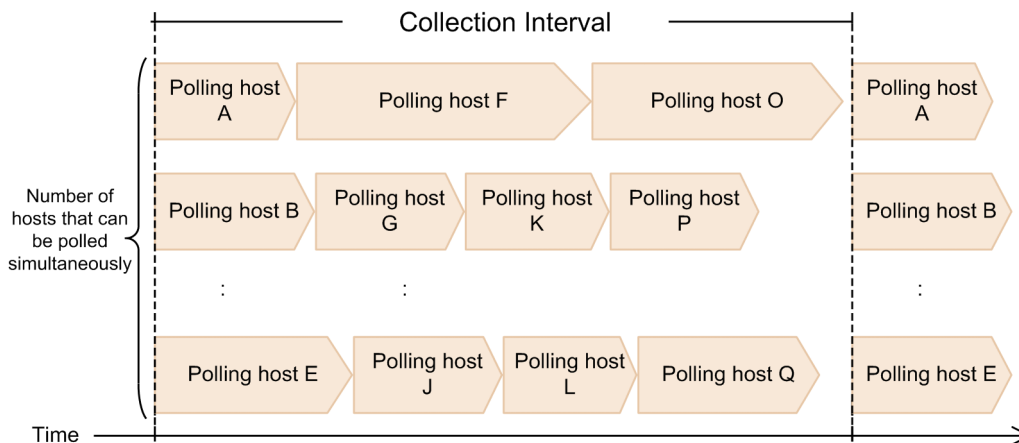 Collection Interval
Polling host
A
Polling host F
Polling host O
Polling host
A
Number of
hosts that can
be polled
simultaneously
Polling host B
Polling host
G
Polling host
K
Polling host
P
Polling host B
:
:
:
Polling host E
Polling host
J
Polling host
L
Polling host Q
Polling host E
Time